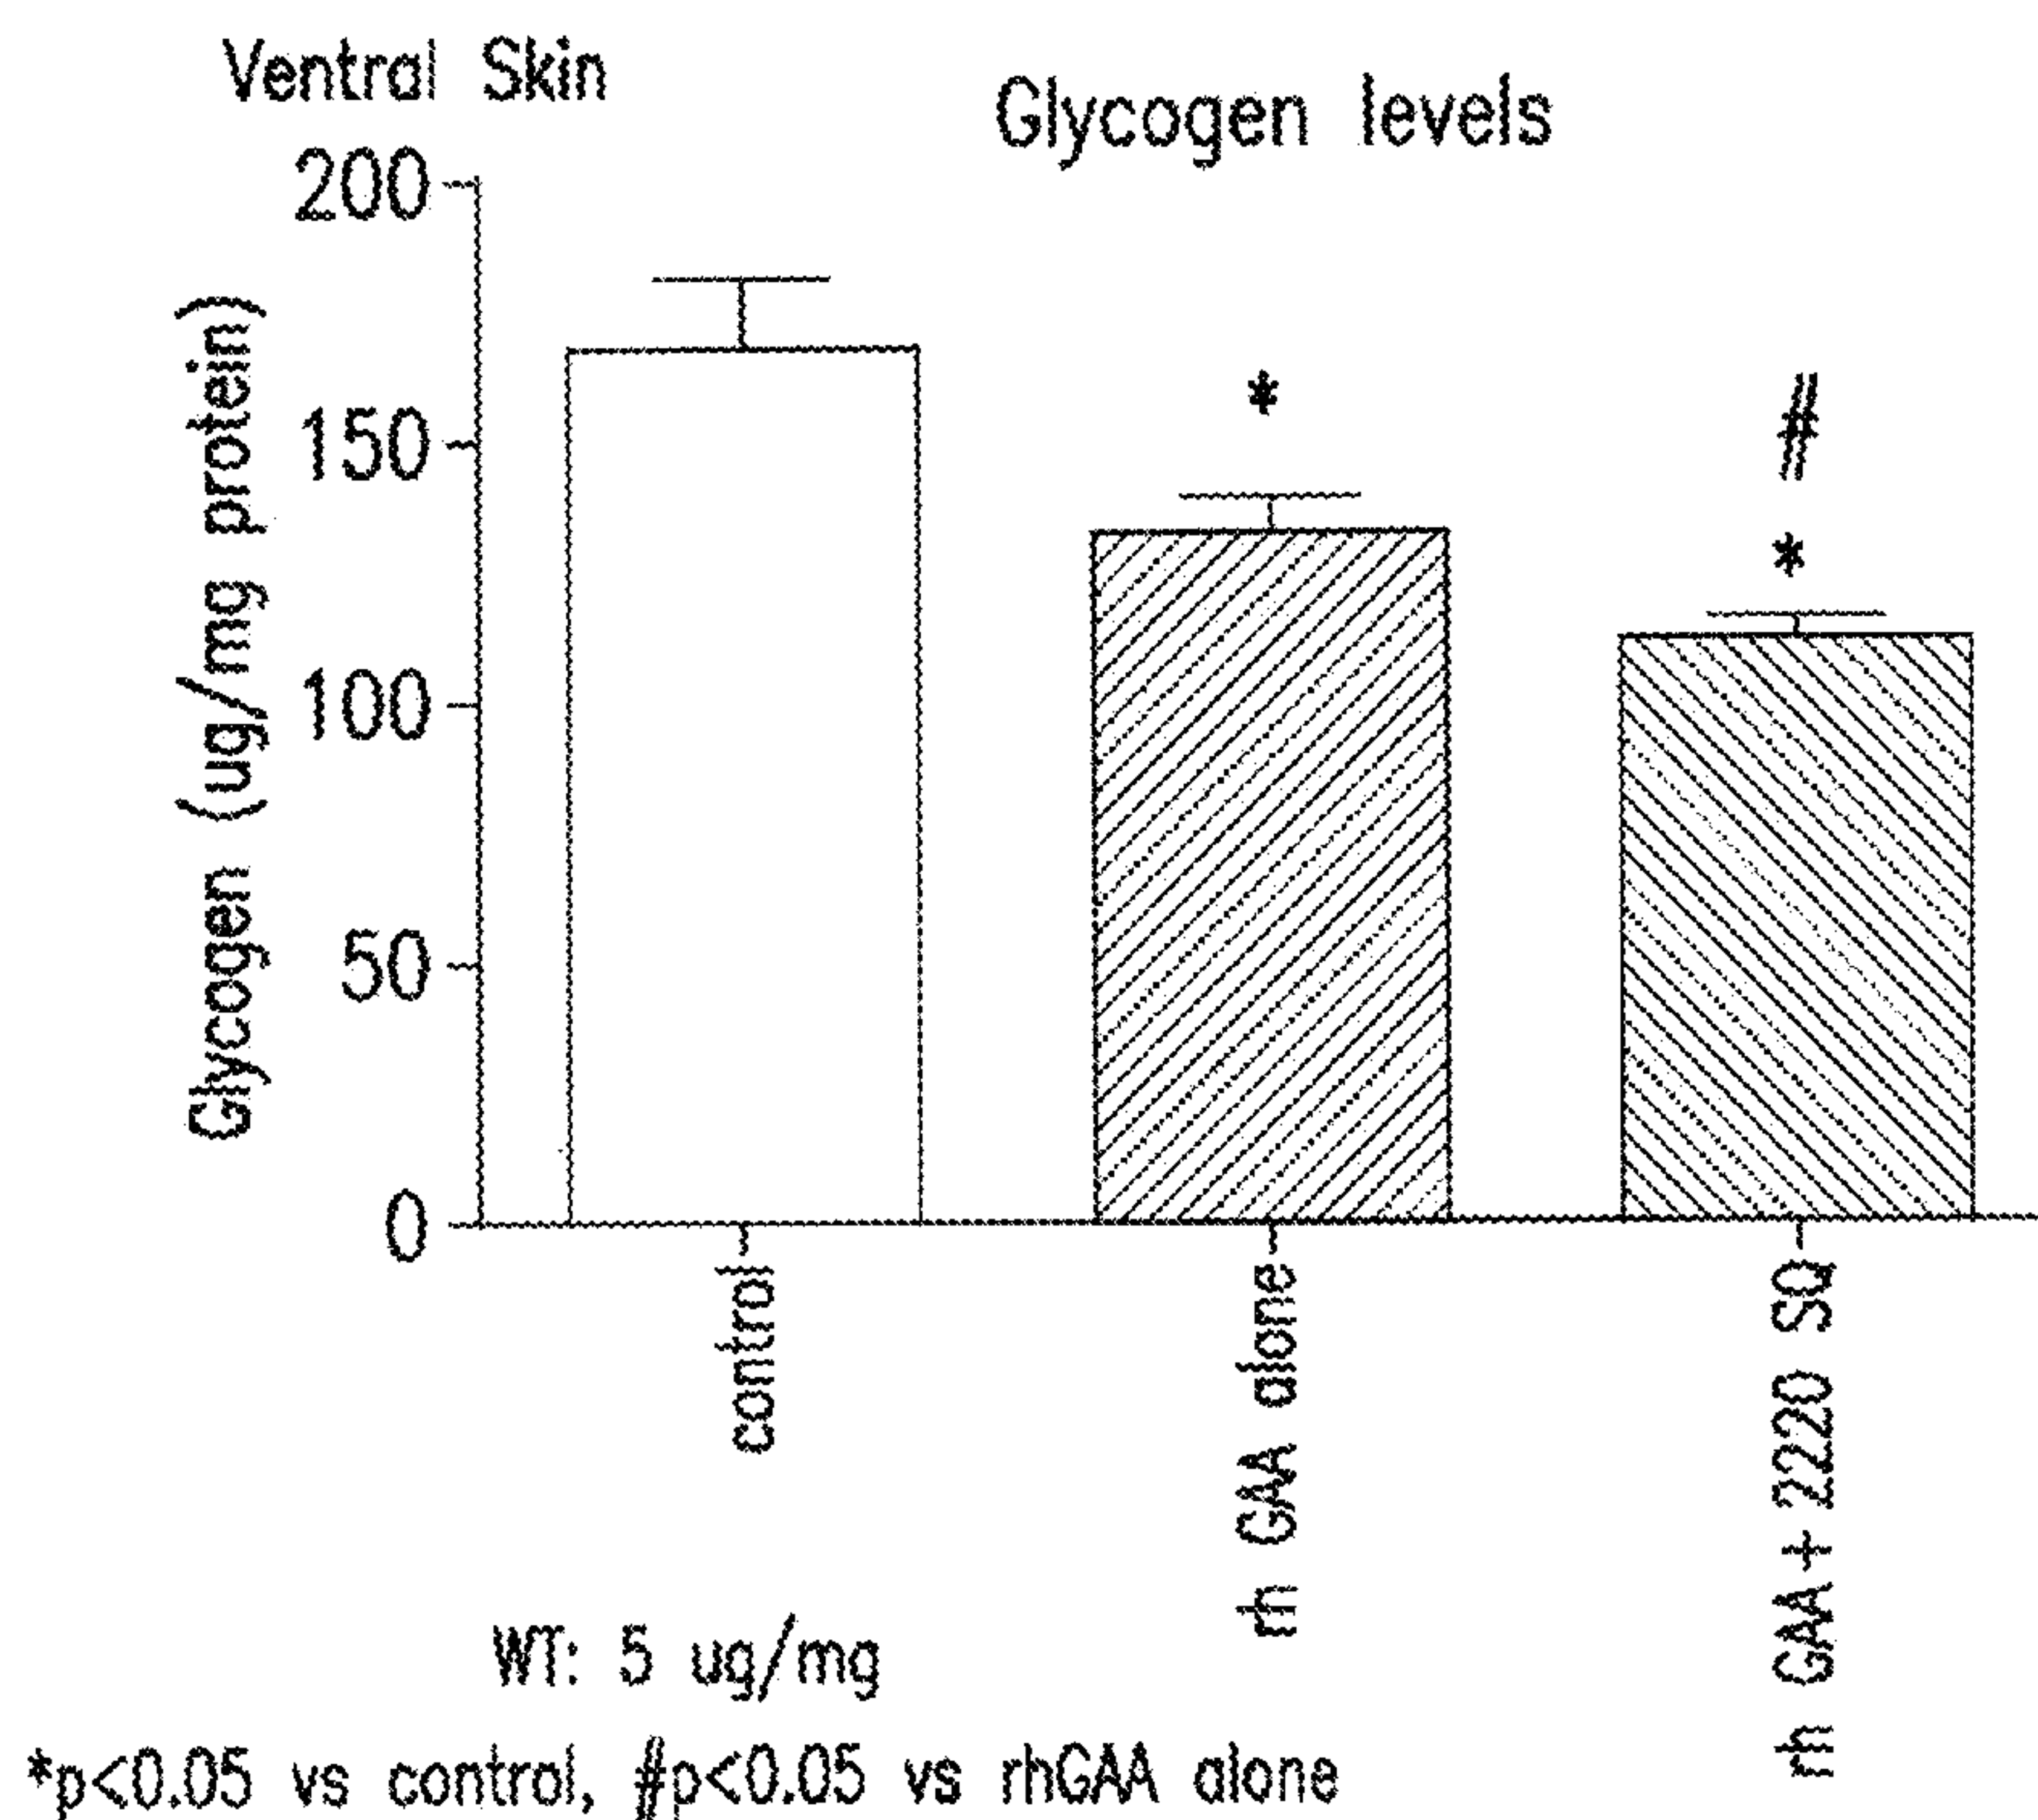 Ventral Skin
Glycogen levels
Glycogen (ug/mg protein)
200
150
100
50
0
*
#
*
control
rh GAA alone
rh GAA+2220 SQ
WT: 5 ug/mg
*p<0.05 vs control, #p<0.05 vs rhGAA alone